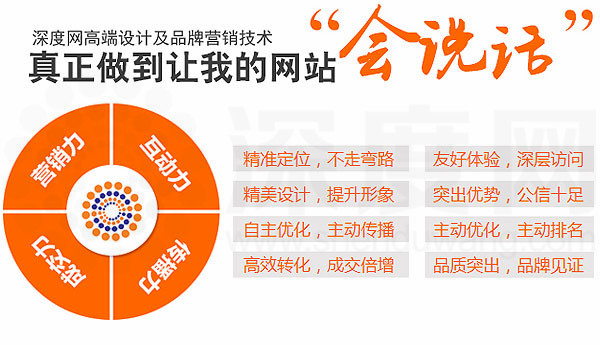 深度网高端设计及品牌营销技术
真正做到让我的网站
“会说话”
营销力
互动力
成交力
传播力
精准定位，不走弯路
友好体验，深层访问
精美设计，提升形象
突出优势，公信十足
自主优化，主动传播
主动优化，主动排名
高效转化，成交倍增
品质突出，品牌见证
深度网